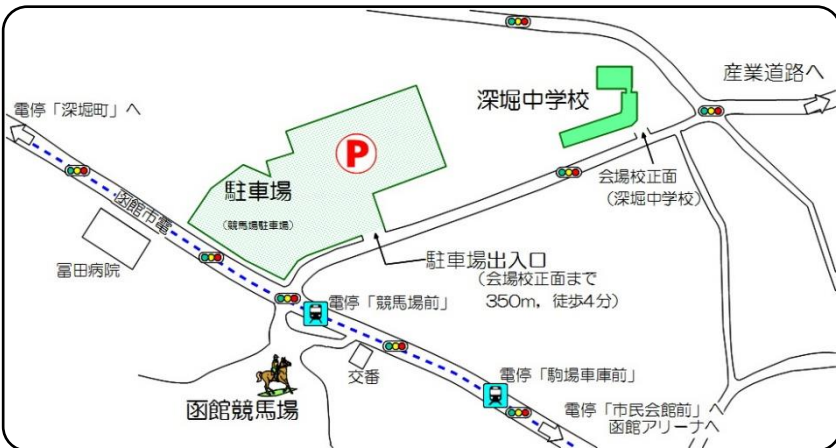 産業道路へ
深堀中学校
電停「深堀町」へ
P
駐車場
(競馬場駐車場)
会場校正面
(深堀中学校)
函館市電
冨田病院
駐車場出入口
(会場校正面まで
350m, 徒歩4分)
電停「競馬場前」
交番
電停「駒場車庫前」
函館競馬場
電停「市民会館前」
函館アリーナへ